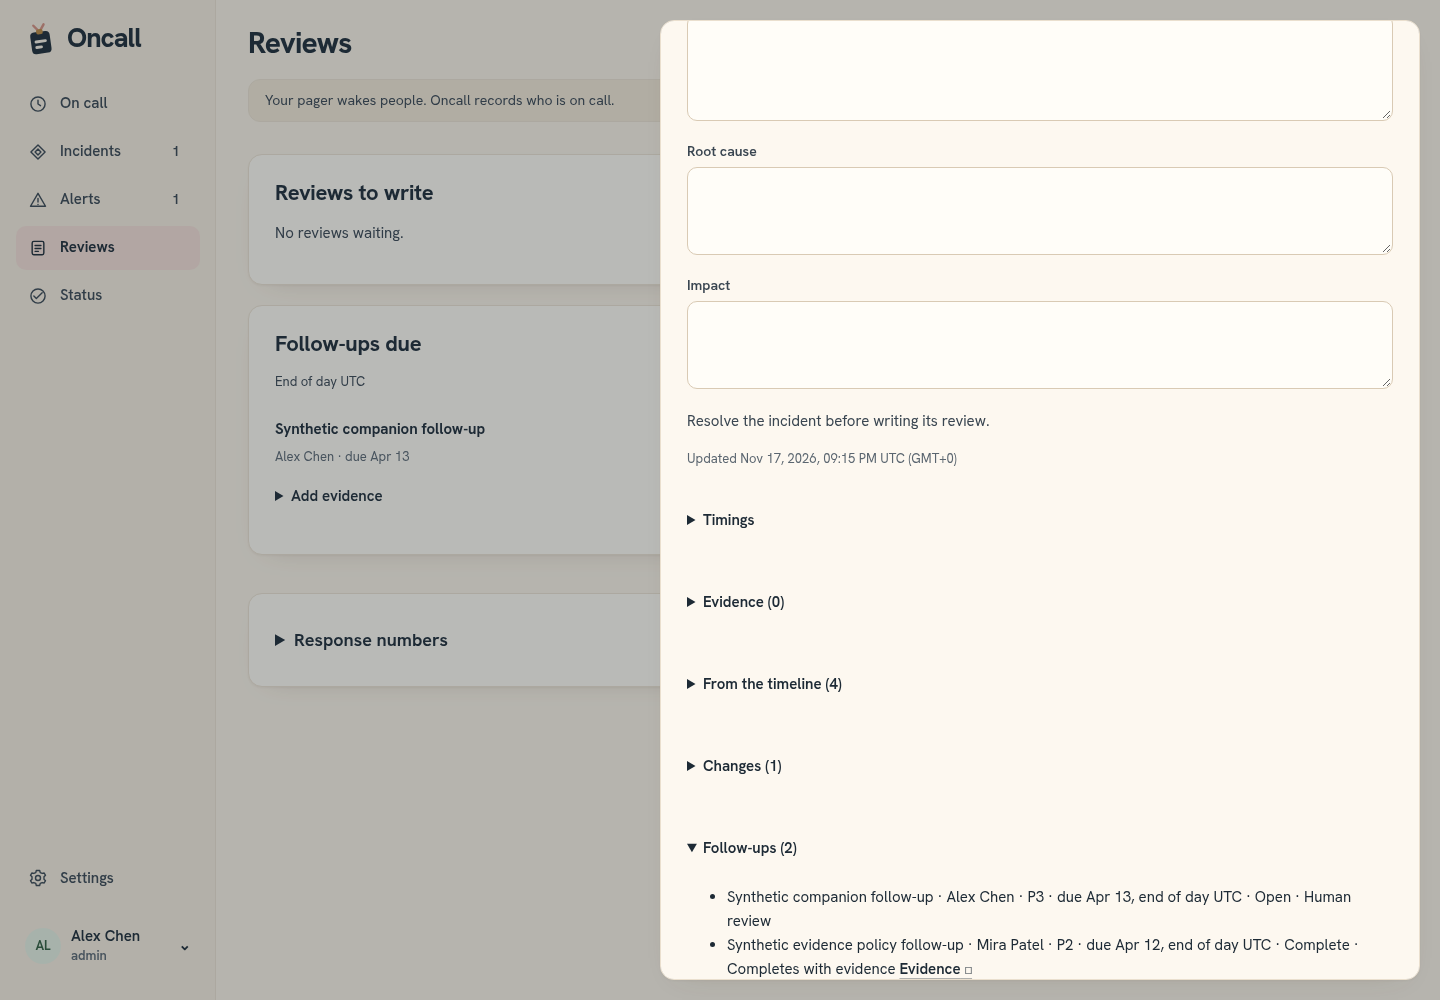 Oncall
On call
Incidents 1
Alerts 1
Reviews
Status
Settings
AL
Alex Chen
admin
Reviews
Your pager wakes people. Oncall records who is on call.
Reviews to write
No reviews waiting.
Follow-ups due
End of day UTC
Synthetic companion follow-up
Alex Chen · due Apr 13
Add evidence
Response numbers
Root cause
Impact
Resolve the incident before writing its review.
Updated Nov 17, 2026, 09:15 PM UTC (GMT+0)
Timings
Evidence (0)
From the timeline (4)
Changes (1)
Follow-ups (2)
Synthetic companion follow-up · Alex Chen · P3 · due Apr 13, end of day UTC · Open · Human
review
Synthetic evidence policy follow-up · Mira Patel · P2 · due Apr 12, end of day UTC · Complete ·
Completes with evidence Evidence